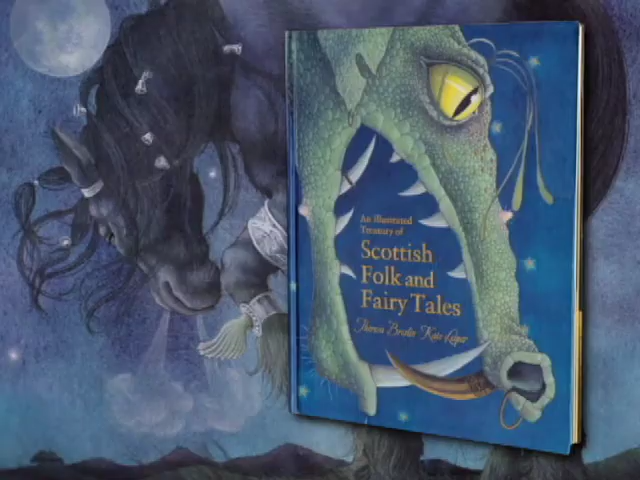 An Illustrated
Treasury of
Scottish
Folk and
Fairy Tales
Theresa Breslin Kate Leiper